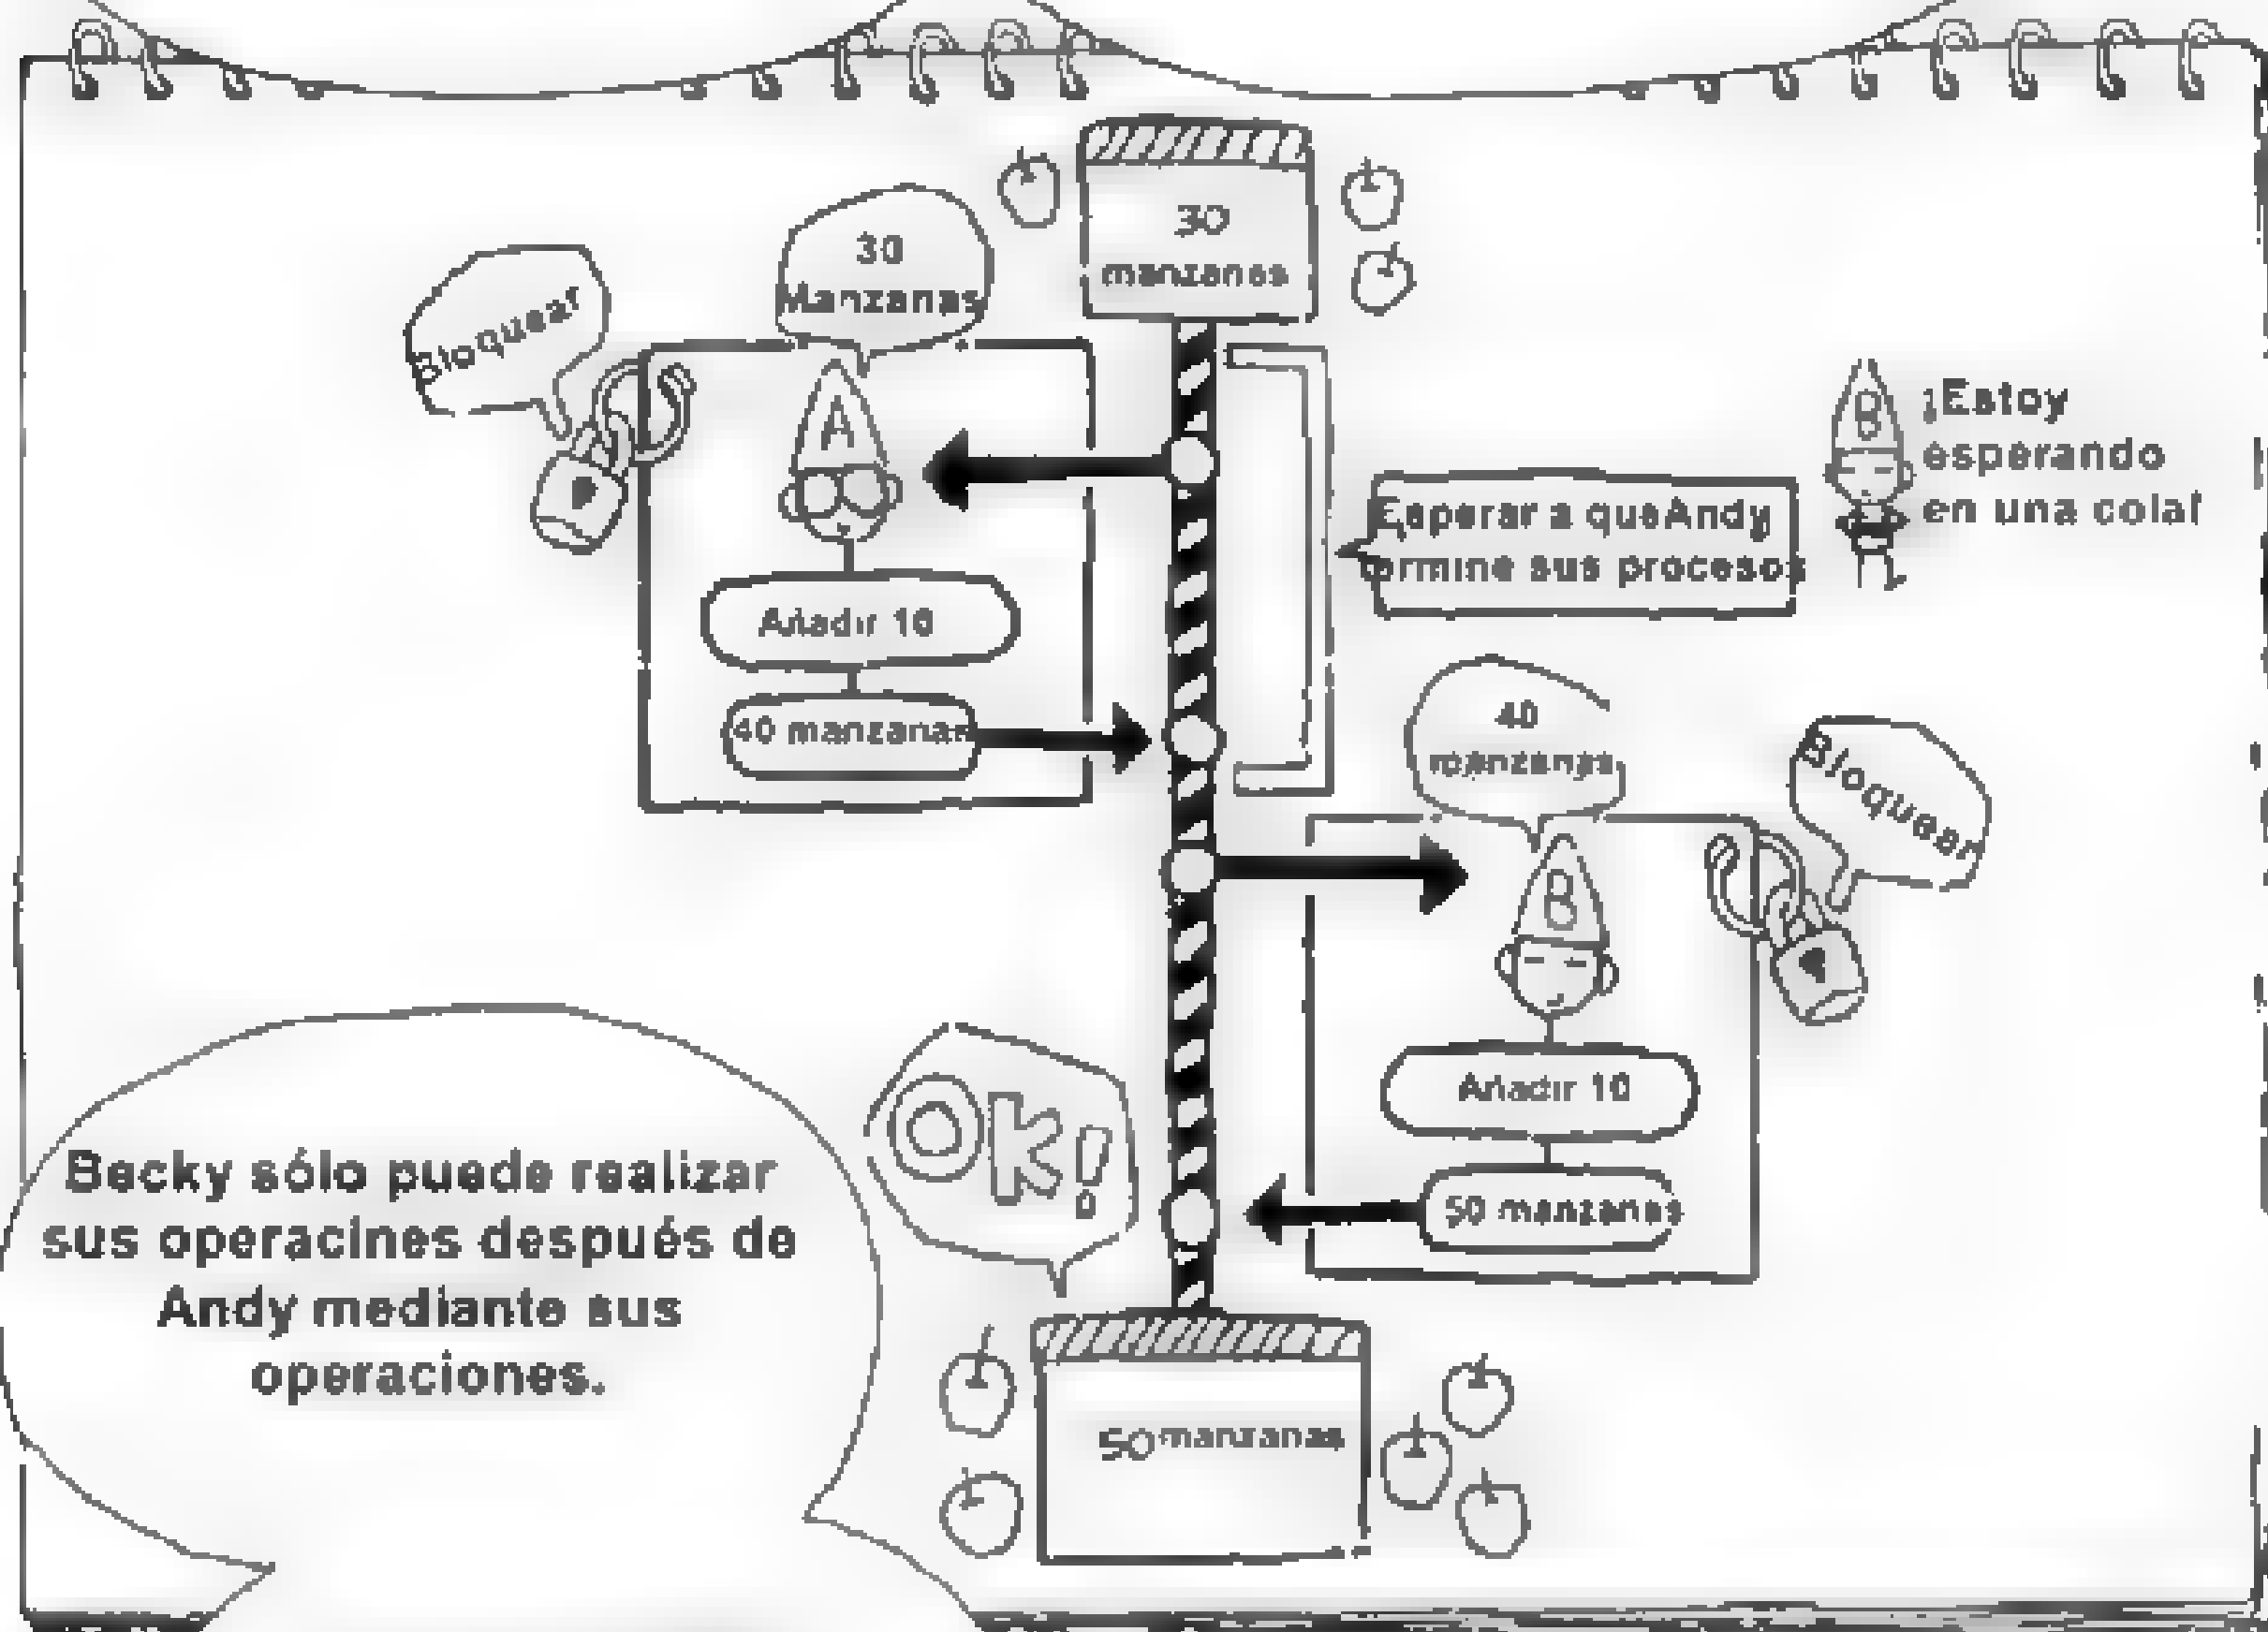 30
manzanas
30
Manzanas
Bloquear
A
B
¡Estoy
esperando
en una cola!
Esperar a que Andy
termine sus procesos
Añadir 10
40 manzanas
40
manzanas
Bloquear
B
Añadir 10
50 manzanas
OK!
Becky sólo puede realizar
sus operacines después de
Andy mediante sus
operaciones.
50 manzanas